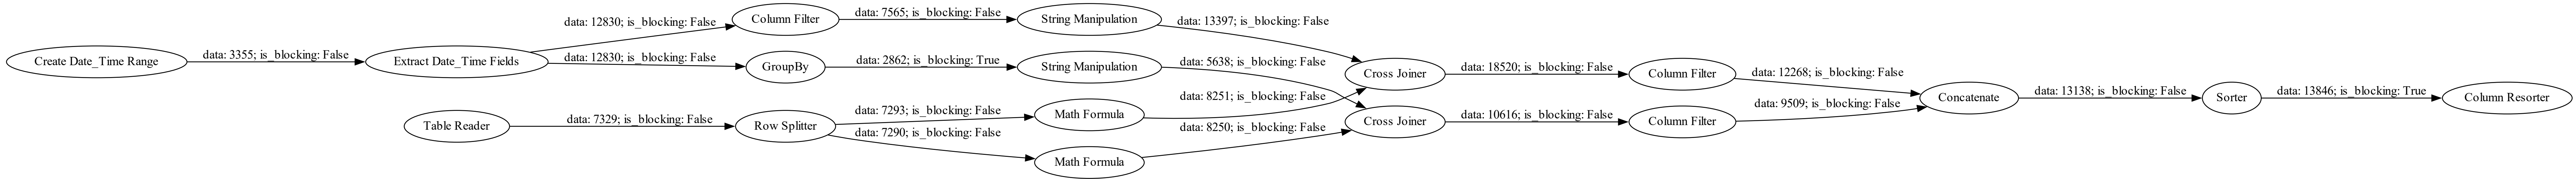 data: 12830; is_blocking: False
Column Filter
data: 7565; is_blocking: False
String Manipulation
data: 13397; is_blocking: False
Create Date_Time Range
data: 3355; is_blocking: False
Extract Date_Time Fields
data: 12830; is_blocking: False
GroupBy
data: 2862; is_blocking: True
String Manipulation
data: 5638; is_blocking: False
Cross Joiner
data: 18520; is_blocking: False
Column Filter
data: 12268; is_blocking: False
Table Reader
data: 7329; is_blocking: False
Row Splitter
data: 7293; is_blocking: False
Math Formula
data: 8251; is_blocking: False
data: 7290; is_blocking: False
Math Formula
data: 8250; is_blocking: False
Cross Joiner
data: 10616; is_blocking: False
Column Filter
data: 9509; is_blocking: False
Concatenate
data: 13138; is_blocking: False
Sorter
data: 13846; is_blocking: True
Column Resorter